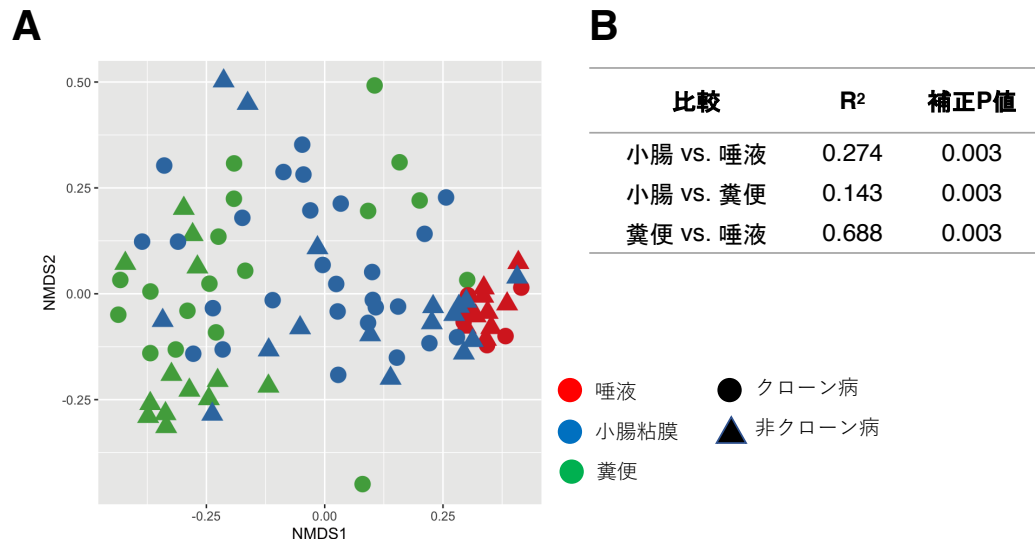 A
NMDS2
0.50
0.25
0.00
-0.25
-0.25
0.00
0.25
NMDS1
B
比較 R² 補正P値
小腸 vs. 唾液 0.274 0.003
小腸 vs. 糞便 0.143 0.003
糞便 vs. 唾液 0.688 0.003
唾液
クローン病
小腸粘膜
非クローン病
糞便